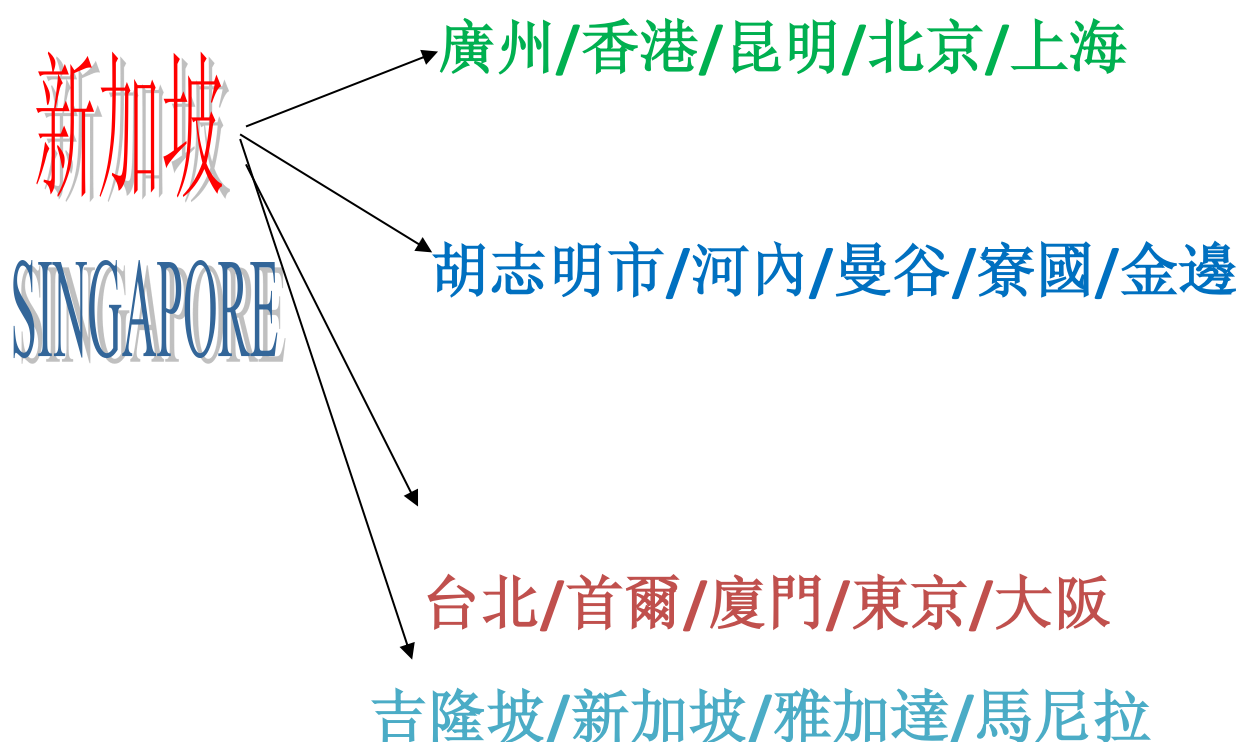 新加坡
SINGAPORE
廣州/香港/昆明/北京/上海
胡志明市/河內/曼谷/寮國/金邊
台北/首爾/廈門/東京/大阪
吉隆坡/新加坡/雅加達/馬尼拉